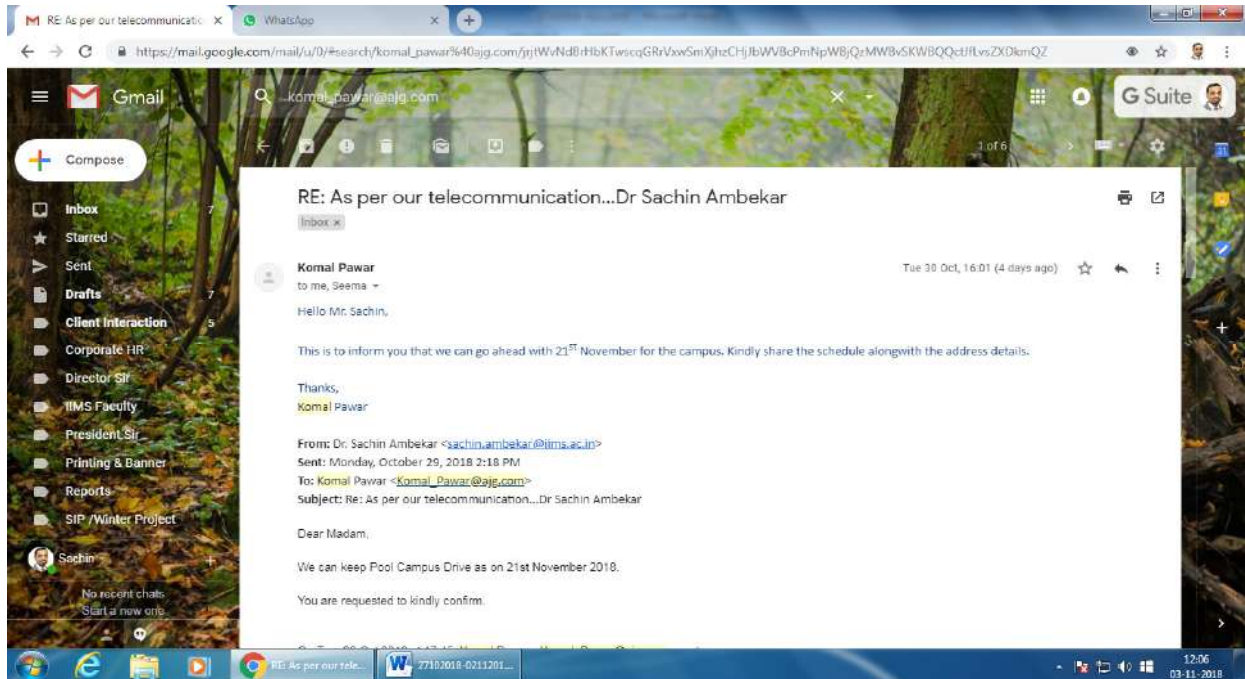 RE: As per our telecommunicatic
WhatsApp
https://mail.google.com/mail/u/0/#search/komal_pawar%40ajg.com/
Gmail
komal_pawar@ajg.com
G Suite
Compose
1 of 6
31
RE: As per our telecommunication...Dr Sachin Ambekar
Inbox x
Inbox 7
Starred
Sent
Drafts 7
Client Interaction 5
Corporate HR
Director Sir
IIMS Faculty
President Sir
Printing & Banner
Reports
SIP /Winter Project
Sachin
No recent chats
Start a new one
Komal Pawar
Tue 30 Oct, 16:01 (4 days ago)
to me, Seema
Hello Mr. Sachin,
This is to inform you that we can go ahead with 21ST November for the campus. Kindly share the schedule alongwith the address details.
Thanks,
Komal Pawar
From: Dr. Sachin Ambekar <sachin.ambekar@iims.ac.in>
Sent: Monday, October 29, 2018 2:18 PM
To: Komal Pawar <Komal_Pawar@ajg.com>
Subject: Re: As per our telecommunication...Dr Sachin Ambekar
Dear Madam,
We can keep Pool Campus Drive as on 21st November 2018.
You are requested to kindly confirm.
RE: As per our tele...
27102018-0211201...
12:06
03-11-2018